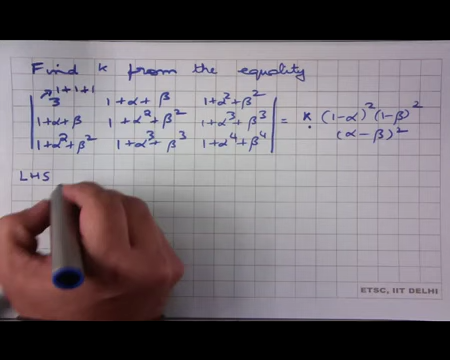 Find k from the equality
| 3 ↗ 1+1+1   1+α+β   1+α²+β² |
| 1+α+β   1+α²+β²   1+α³+β³ | = k (1-α)² (1-β)² (α-β)²
| 1+α²+β²   1+α³+β³   1+α⁴+β⁴ |
LHS
ETSC, IIT DELHI